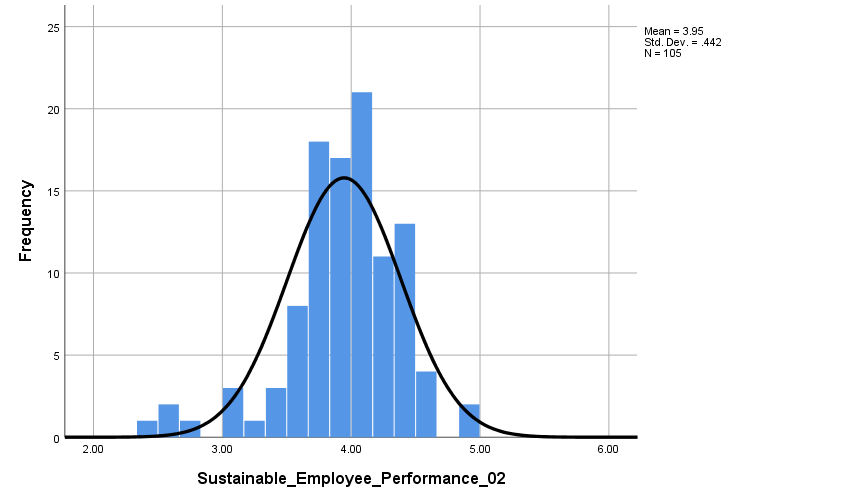 25
20
15
10
5
0
Frequency
2.00 3.00 4.00 5.00 6.00
Sustainable_Employee_Performance_02
Mean = 3.95
Std. Dev. = .442
N = 105